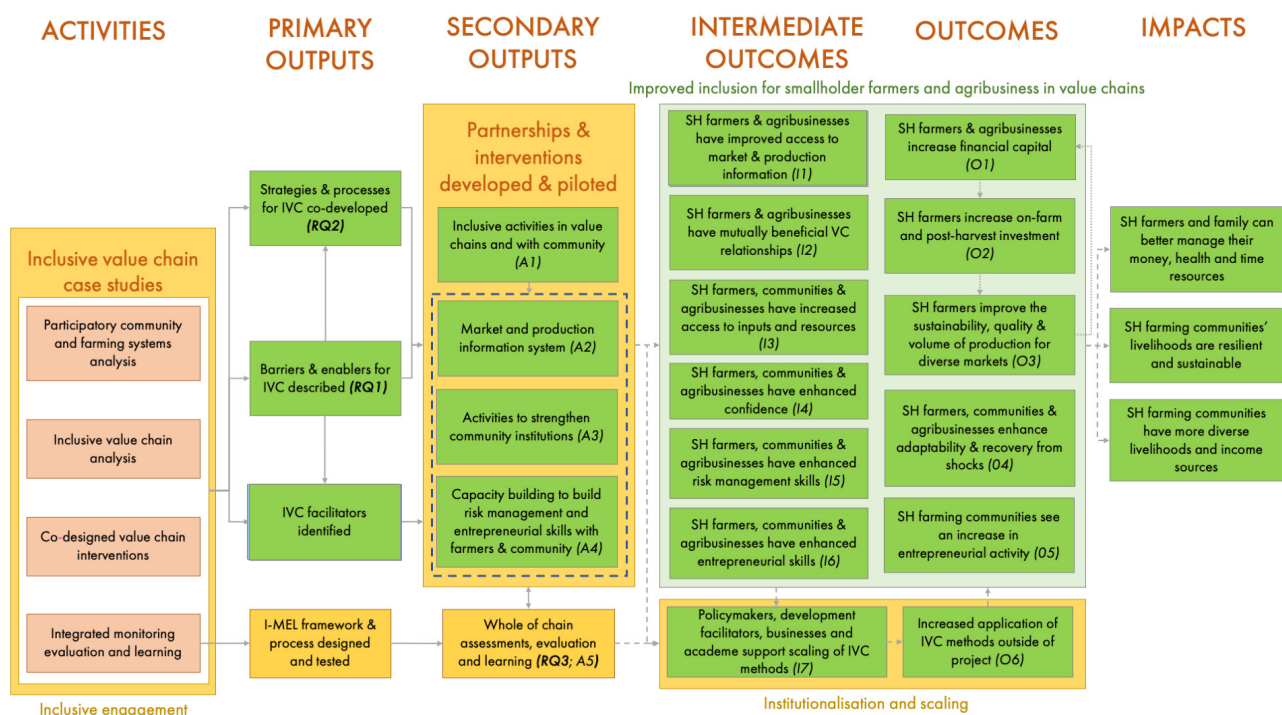 ACTIVITIES
PRIMARY
OUTPUTS
SECONDARY
OUTPUTS
INTERMEDIATE
OUTCOMES
OUTCOMES
IMPACTS
Improved inclusion for smallholder farmers and agribusiness in value chains
Inclusive value chain
case studies
Participatory community
and farming systems
analysis
Inclusive value chain
analysis
Co-designed value chain
interventions
Integrated monitoring
evaluation and learning
Inclusive engagement
Strategies & processes
for IVC co-developed
(RQ2)
Barriers & enablers for
IVC described (RQ1)
IVC facilitators
identified
I-MEL framework &
process designed
and tested
Partnerships &
interventions
developed & piloted
Inclusive activities in value
chains and with community
(A1)
Market and production
information system (A2)
Activities to strengthen
community institutions (A3)
Capacity building to build
risk management and
entrepreneurial skills with
farmers & community (A4)
Whole of chain
assessments, evaluation
and learning (RQ3; A5)
SH farmers & agribusinesses
have improved access to
market & production
information (I1)
SH farmers & agribusinesses
have mutually beneficial VC
relationships (I2)
SH farmers, communities &
agribusinesses have increased
access to inputs and resources
(I3)
SH farmers, communities &
agribusinesses have enhanced
confidence (I4)
SH farmers, communities &
agribusinesses have enhanced
risk management skills (I5)
SH farmers, communities &
agribusinesses have enhanced
entrepreneurial skills (I6)
Policymakers, development
facilitators, businesses and
academe support scaling of IVC
methods (I7)
SH farmers & agribusinesses
increase financial capital
(O1)
SH farmers increase on-farm
and post-harvest investment
(O2)
SH farmers improve the
sustainability, quality &
volume of production for
diverse markets (O3)
SH farmers, communities &
agribusinesses enhance
adaptability & recovery from
shocks (04)
SH farming communities see
an increase in
entrepreneurial activity (05)
Increased application of
IVC methods outside of
project (O6)
Institutionalisation and scaling
SH farmers and family can
better manage their
money, health and time
resources
SH farming communities'
livelihoods are resilient and
sustainable
SH farming communities
have more diverse
livelihoods and income
sources